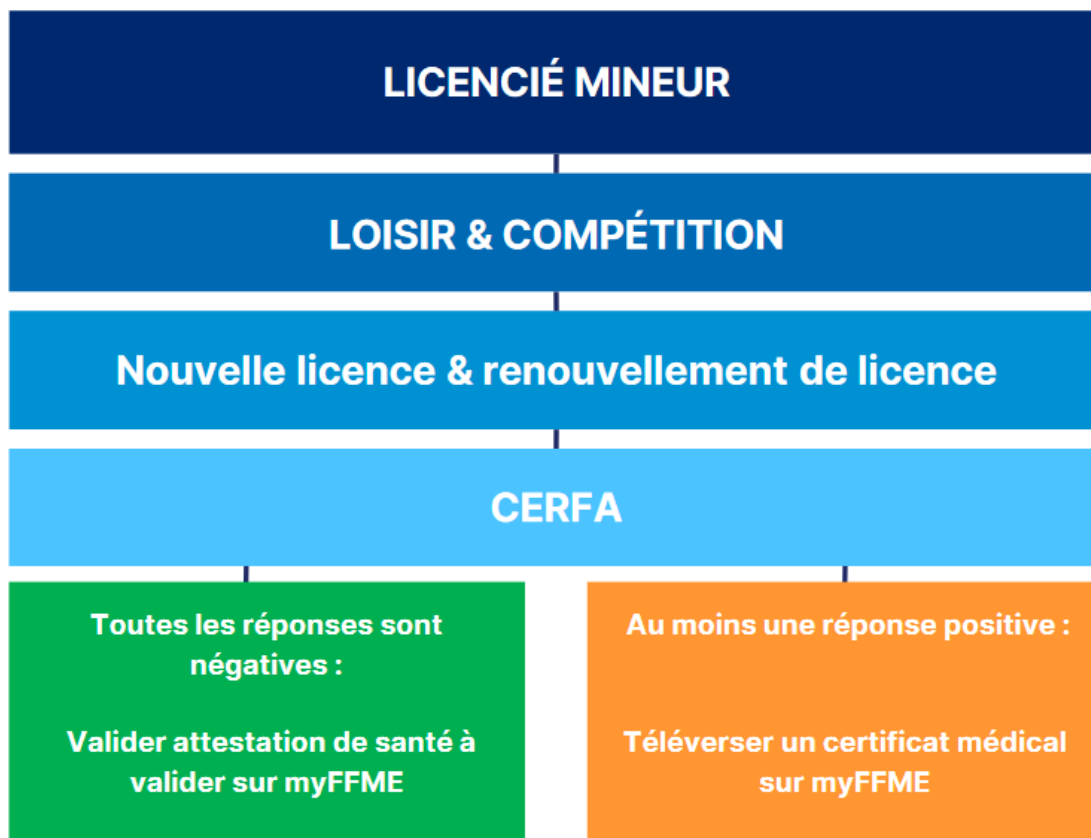 LICENCIÉ MINEUR
LOISIR & COMPÉTITION
Nouvelle licence & renouvellement de licence
CERFA
Toutes les réponses sont
négatives :
Valider attestation de santé à
valider sur myFFME
Au moins une réponse positive :
Téléverser un certificat médical
sur myFFME